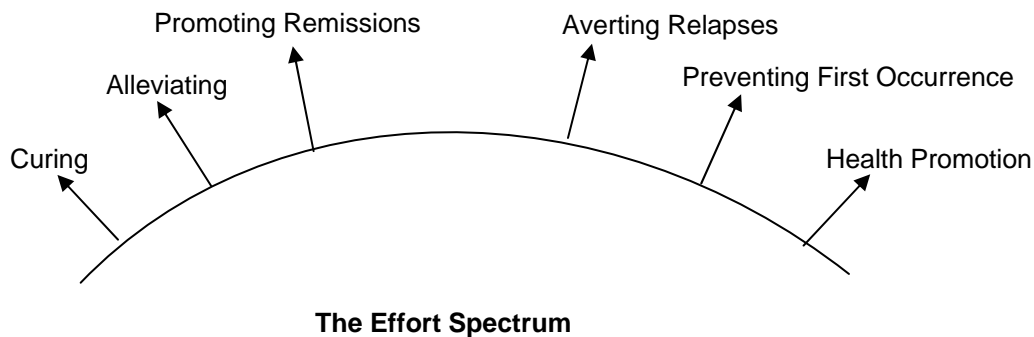 Promoting Remissions
Averting Relapses
Alleviating
Preventing First Occurrence
Curing
Health Promotion
The Effort Spectrum